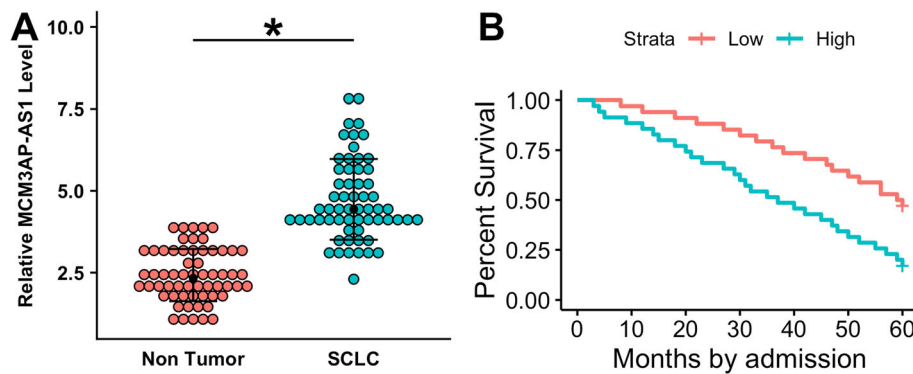 A
Relative MCM3AP-AS1 Level
10.0
7.5
5.0
2.5
*
Non Tumor
SCLC
B
Strata
Low
High
Percent Survival
1.00
0.75
0.50
0.25
0.00
0
10
20
30
40
50
60
Months by admission